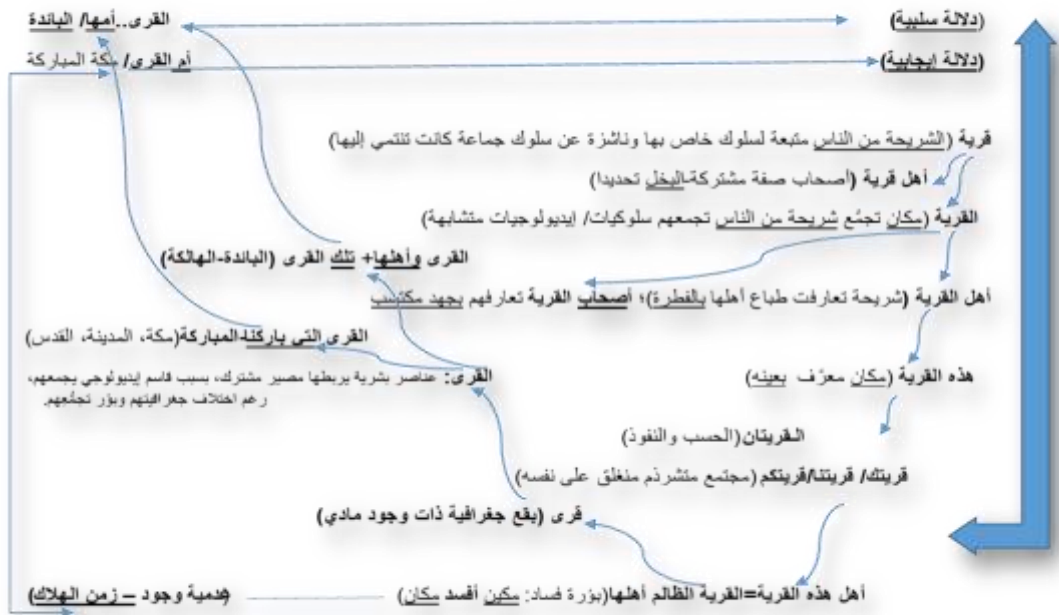 (دلالة سلبية) القرى..أمها/ البائدة
(دلالة إيجابية) أم القرى/ مكة المباركة
قرية (الشريحة من الناس متبعة لسلوك خاص بها وناشزة عن سلوك جماعة كانت تنتمي إليها)
أهل قرية (أصحاب صفة مشتركة-البخل تحديدا)
القرية (مكان تجمّع شريحة من الناس تجمعهم سلوكيات/ إيديولوجيات متشابهة)
القرى وأهلها+ تلك القرى (البائدة-الهالكة)
أهل القرية (شريحة تعارفت طباع أهلها بالفطرة)؛ أصحاب القرية تعارفهم بجهد مكتسب
القرى التي باركنا-المباركة(مكة، المدينة، القدس)
هذه القرية (مكان معرّف بعينه)
القرى: عناصر بشرية يربطها مصير مشترك، بسبب قاسم إيديولوجي يجمعهم،
رغم اختلاف جغرافيتهم وبؤر تجمّعهم.
القريتان(الحسب والنفوذ)
قريتك/ قريتنا/قريتكم (مجتمع متشرذم منغلق على نفسه)
قرى (بقع جغرافية ذات وجود مادي)
أهل هذه القرية=القرية الظالم أهلها(بؤرة فساد: مكين أفسد مكان) (قدمية وجود – زمن الهلاك)